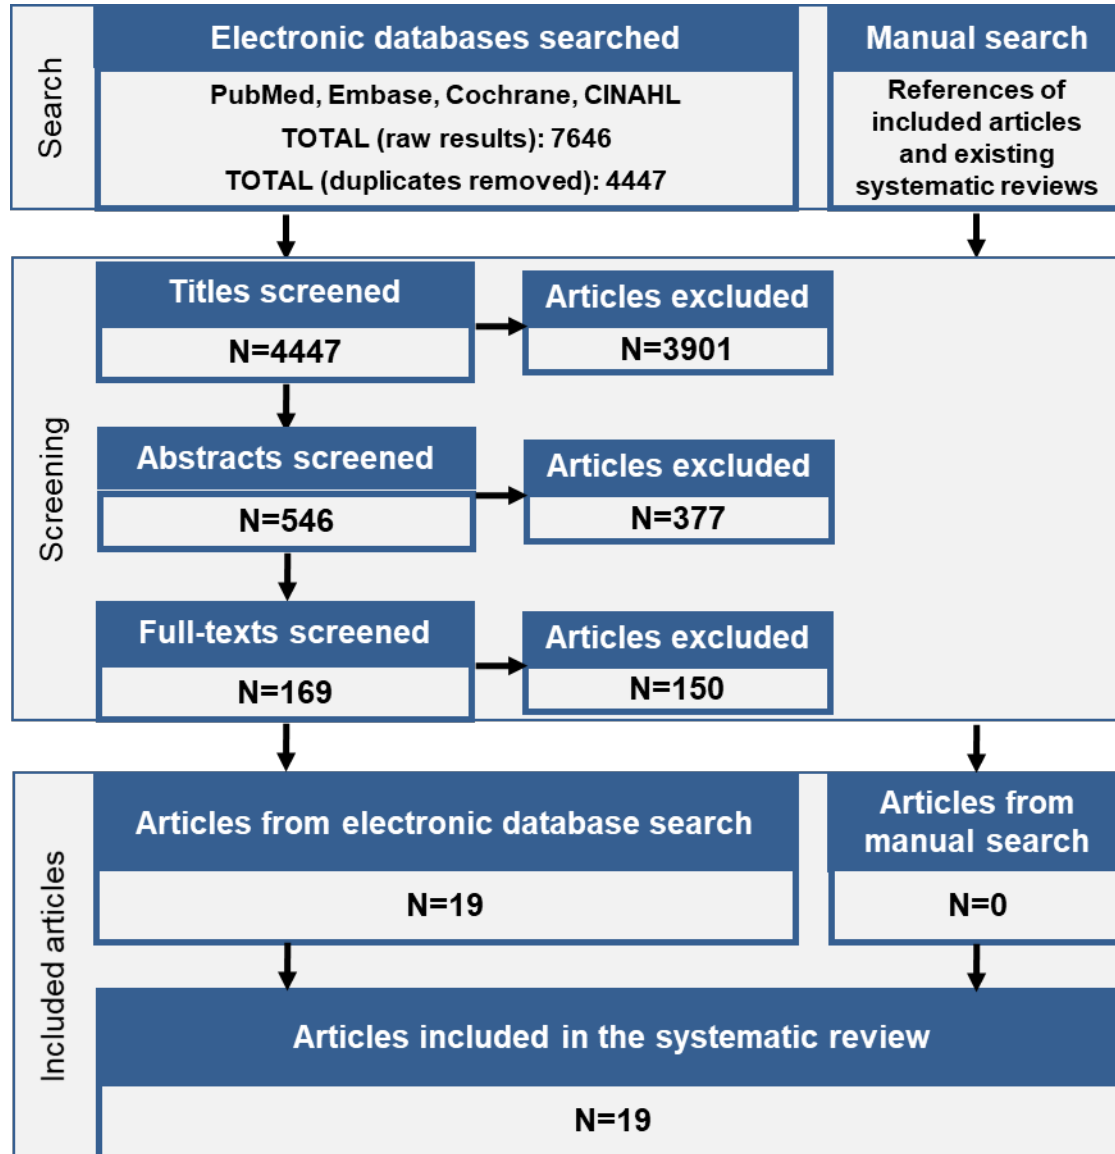 Search
Electronic databases searched
PubMed, Embase, Cochrane, CINAHL
TOTAL (raw results): 7646
TOTAL (duplicates removed): 4447
Manual search
References of
included articles
and existing
systematic reviews
Screening
Titles screened
N=4447
Articles excluded
N=3901
Abstracts screened
N=546
Articles excluded
N=377
Full-texts screened
N=169
Articles excluded
N=150
Included articles
Articles from electronic database search
N=19
Articles from
manual search
N=0
Articles included in the systematic review
N=19